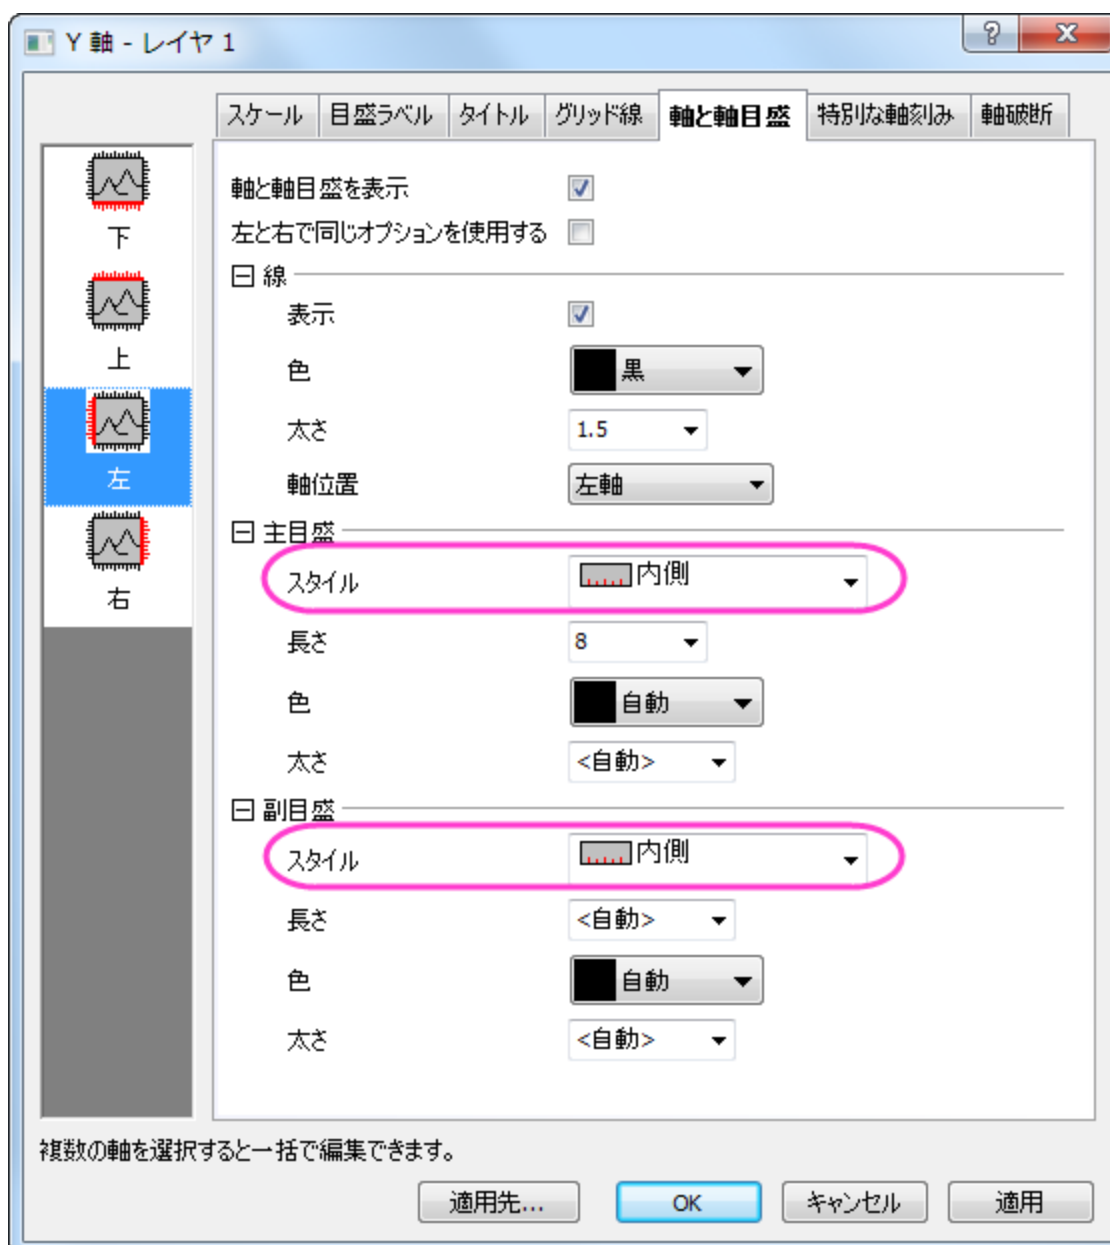 Y 軸 - レイヤ 1
スケール 目盛ラベル タイトル グリッド線 軸と軸目盛 特別な軸刻み 軸破断
下
上
左
右
軸と軸目盛を表示
左と右で同じオプションを使用する
線
表示
色 黒
太さ 1.5
軸位置 左軸
主目盛
スタイル 内側
長さ 8
色 自動
太さ <自動>
副目盛
スタイル 内側
長さ <自動>
色 自動
太さ <自動>
複数の軸を選択すると一括で編集できます。
適用先... OK キャンセル 適用